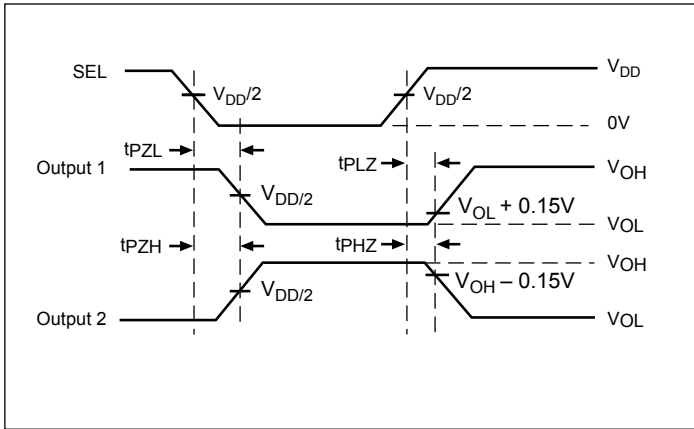 SEL
VDD/2
VDD/2
VDD
0V
tPZL
tPLZ
Output 1
VDD/2
VOH
VOL + 0.15V
VOL
tPZH
tPHZ
VOH
VDD/2
VOH – 0.15V
Output 2
VOL